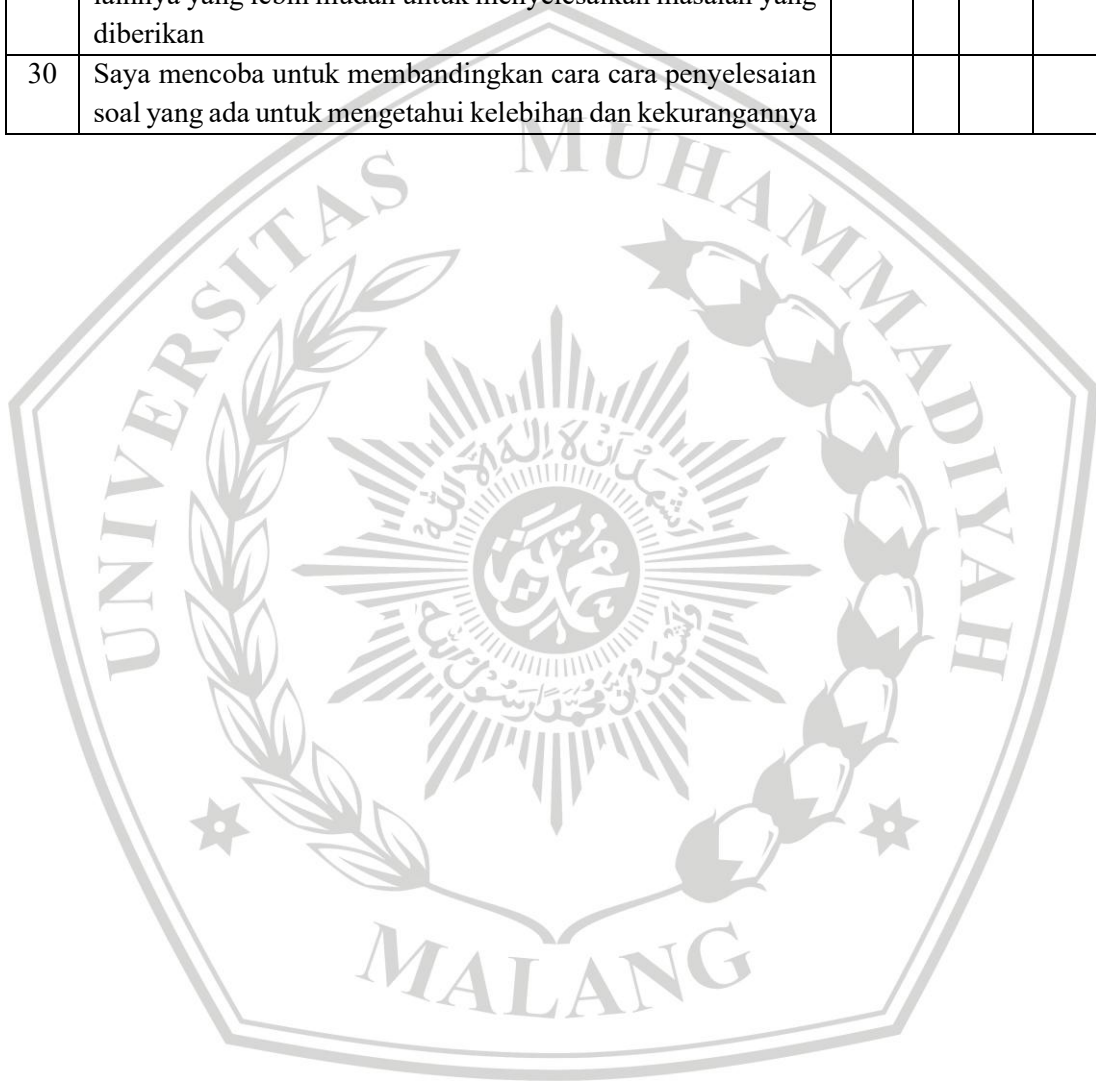 lainnya yang lebih mudah untuk menyelesaikan masalah yang
diberikan
30 Saya mencoba untuk membandingkan cara cara penyelesaian
soal yang ada untuk mengetahui kelebihan dan kekurangannya
UNIVERSITAS MUHAMMADIYAH
MALANG